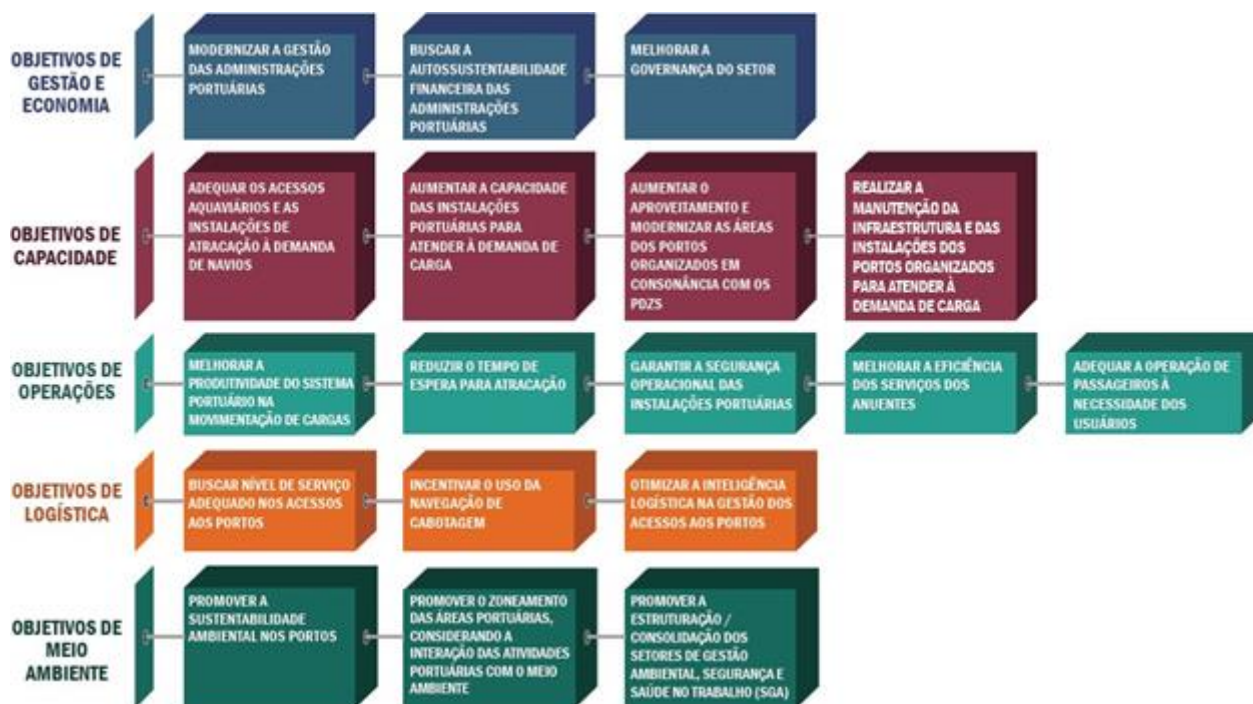 OBJETIVOS DE
GESTÃO E
ECONOMIA
MODERNIZAR A GESTÃO
DAS ADMINISTRAÇÕES
PORTUÁRIAS
BUSCAR A
AUTOSSUSTENTABILIDADE
FINANCEIRA DAS
ADMINISTRAÇÕES
PORTUÁRIAS
MELHORAR A
GOVERNANÇA DO SETOR
OBJETIVOS DE
CAPACIDADE
ADEQUAR OS ACESSOS
AQUAVIÁRIOS E AS
INSTALAÇÕES DE
ATRACAÇÃO À DEMANDA
DE NAVIOS
AUMENTAR A CAPACIDADE
DAS INSTALAÇÕES
PORTUÁRIAS PARA
ATENDER À DEMANDA DE
CARGA
AUMENTAR O
APROVEITAMENTO E
MODERNIZAR AS ÁREAS
DOS PORTOS
ORGANIZADOS EM
CONSONÂNCIA COM OS
PDZS
REALIZAR A
MANUTENÇÃO DA
INFRAESTRUTURA E DAS
INSTALAÇÕES DOS
PORTOS ORGANIZADOS
PARA ATENDER À
DEMANDA DE CARGA
OBJETIVOS DE
OPERAÇÕES
MELHORAR A
PRODUTIVIDADE DO SISTEMA
PORTUÁRIO NA
MOVIMENTAÇÃO DE CARGAS
REDUZIR O TEMPO DE
ESPERA PARA ATRACAÇÃO
GARANTIR A SEGURANÇA
OPERACIONAL DAS
INSTALAÇÕES PORTUÁRIAS
MELHORAR A EFICIÊNCIA
DOS SERVIÇOS DOS
ANUENTES
ADEQUAR A OPERAÇÃO DE
PASSAGEIROS À
NECESSIDADE DOS
USUÁRIOS
OBJETIVOS DE
LOGÍSTICA
BUSCAR NÍVEL DE SERVIÇO
ADEQUADO NOS ACESSOS
AOS PORTOS
INCENTIVAR O USO DA
NAVEGAÇÃO DE
CABOTAGEM
OTIMIZAR A INTELIGÊNCIA
LOGÍSTICA NA GESTÃO DOS
ACESSOS AOS PORTOS
OBJETIVOS DE
MEIO
AMBIENTE
PROMOVER A
SUSTENTABILIDADE
AMBIENTAL NOS PORTOS
PROMOVER O ZONEAMENTO
DAS ÁREAS PORTUÁRIAS,
CONSIDERANDO A
INTERAÇÃO DAS ATIVIDADES
PORTUÁRIAS COM O MEIO
AMBIENTE
PROMOVER A
ESTRUTURAÇÃO /
CONSOLIDAÇÃO DOS
SETORES DE GESTÃO
AMBIENTAL, SEGURANÇA E
SAÚDE NO TRABALHO (SGA)